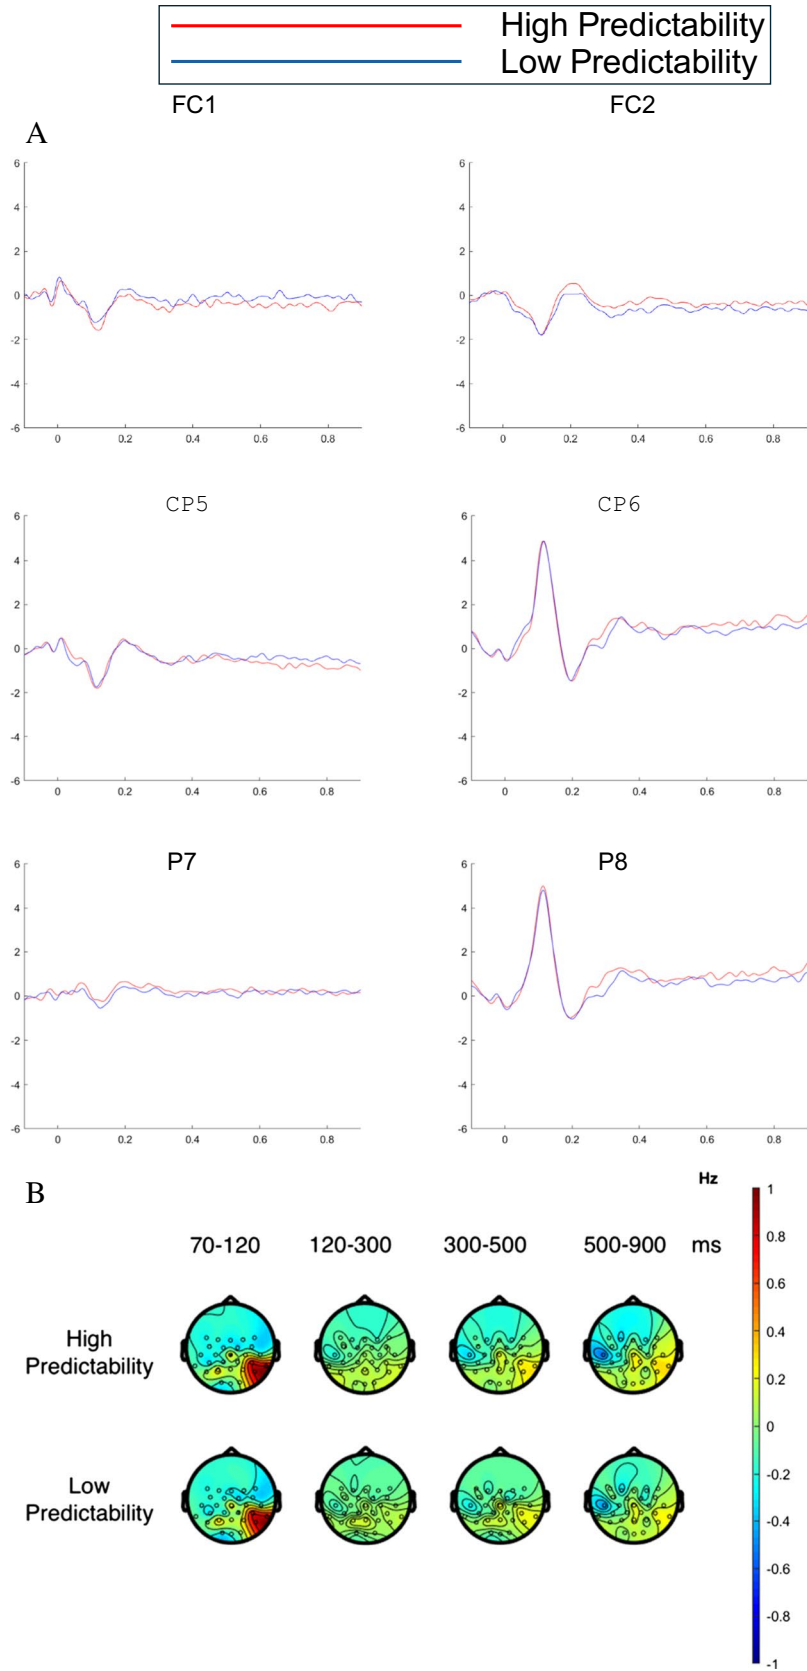 High Predictability
Low Predictability
FC1 FC2
A
6 6
4 4
2 2
0 0
-2 -2
-4 -4
-6 -6
0 0.2 0.4 0.6 0.8 0 0.2 0.4 0.6 0.8
CP5 CP6
6 6
4 4
2 2
0 0
-2 -2
-4 -4
-6 -6
0 0.2 0.4 0.6 0.8 0 0.2 0.4 0.6 0.8
P7 P8
6 6
4 4
2 2
0 0
-2 -2
-4 -4
-6 -6
0 0.2 0.4 0.6 0.8 0 0.2 0.4 0.6 0.8
B
Hz
70-120 120-300 300-500 500-900 ms
High
Predictability
Low
Predictability
1
0.8
0.6
0.4
0.2
0
-0.2
-0.4
-0.6
-0.8
-1